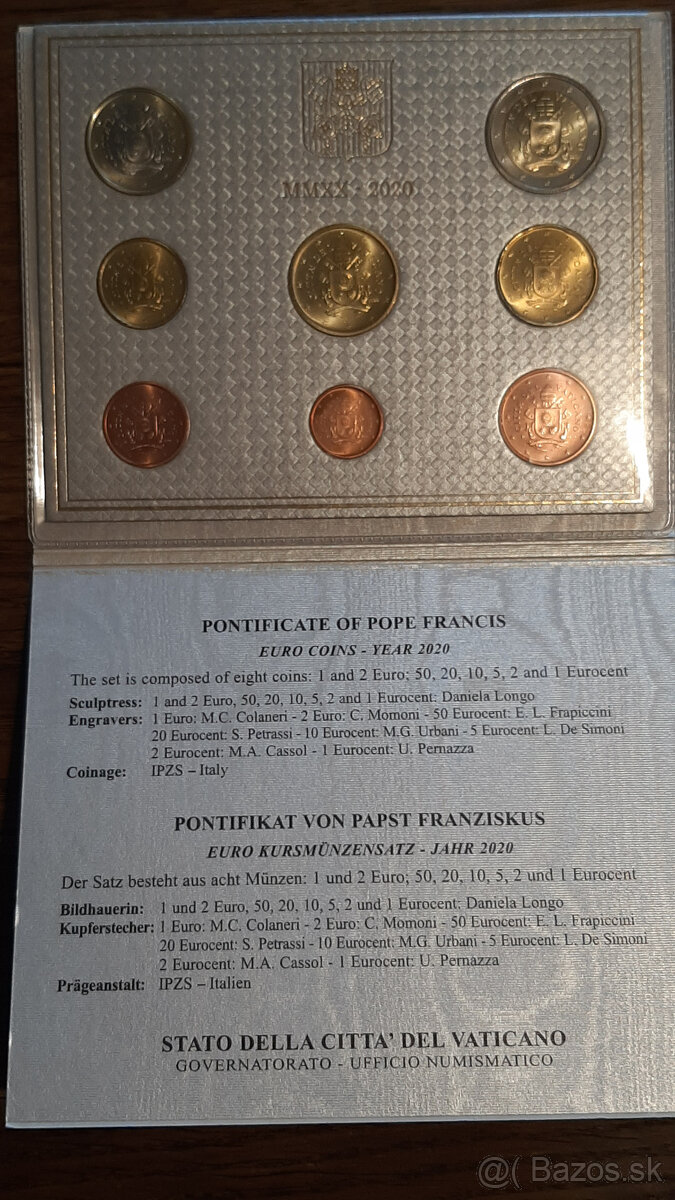 MMXX - 2020
PONTIFICATE OF POPE FRANCIS
EURO COINS - YEAR 2020
The set is composed of eight coins: 1 and 2 Euro; 50, 20, 10, 5, 2 and 1 Eurocent
Sculptress: 1 and 2 Euro, 50, 20, 10, 5, 2 and 1 Eurocent: Daniela Longo
Engravers: 1 Euro: M.C. Colaneri - 2 Euro: C. Momoni - 50 Eurocent: E. L. Frapiccini
20 Eurocent: S. Petrassi - 10 Eurocent: M.G. Urbani - 5 Eurocent: L. De Simoni
2 Eurocent: M.A. Cassol - 1 Eurocent: U. Pernazza
Coinage: IPZS – Italy
PONTIFIKAT VON PAPST FRANZISKUS
EURO KURSMÜNZENSATZ - JAHR 2020
Der Satz besteht aus acht Münzen: 1 und 2 Euro; 50, 20, 10, 5, 2 und 1 Eurocent
Bildhauerin: 1 und 2 Euro, 50, 20, 10, 5, 2 und 1 Eurocent: Daniela Longo
Kupferstecher: 1 Euro: M.C. Colaneri - 2 Euro: C. Momoni - 50 Eurocent: E. L. Frapiccini
20 Eurocent: S. Petrassi - 10 Eurocent: M.G. Urbani - 5 Eurocent: L. De Simoni
2 Eurocent: M.A. Cassol - 1 Eurocent: U. Pernazza
Prägeanstalt: IPZS – Italien
STATO DELLA CITTA' DEL VATICANO
GOVERNATORATO - UFFICIO NUMISMATICO
@( Bazos.sk